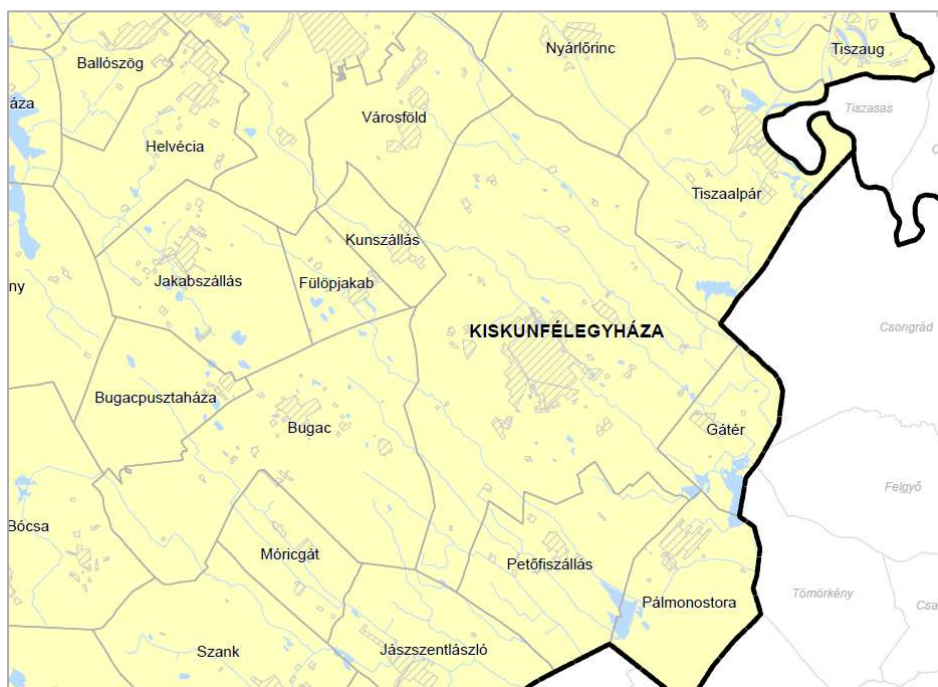 Nyárlőrinc
Tiszaug
Ballószög
áza
Tiszasas
Városföld
Helvécia
Tiszaalpár
Kunszállás
Jakabszállás
Fülöpjakab
ny
Csongrád
KISKUNFÉLEGYHÁZA
Bugacpusztaháza
Bugac
Gátér
Felgyő
Bócsa
Móricgát
Petőfiszállás
Tömörkény
Pálmonostora
Csa
Szank
Jászszentlászló